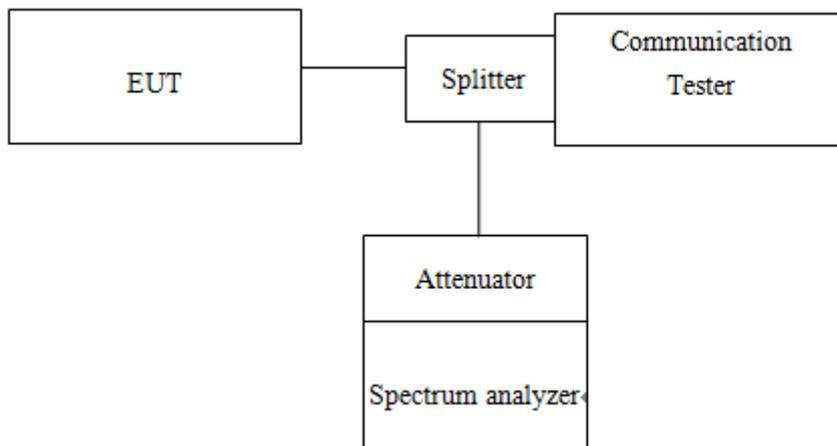 EUT
Splitter
Communication
Tester
Attenuator
Spectrum analyzer